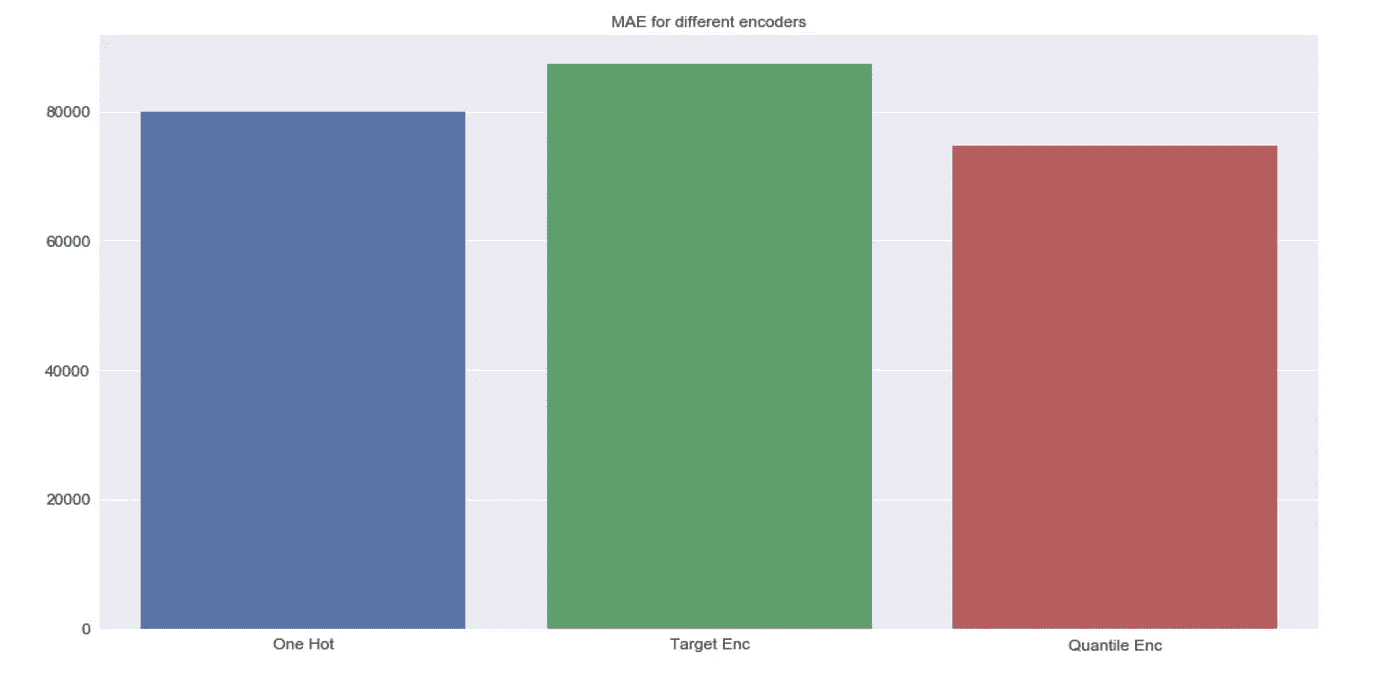 MAE for different encoders
80000
60000
40000
20000
0
One Hot
Target Enc
Quantile Enc